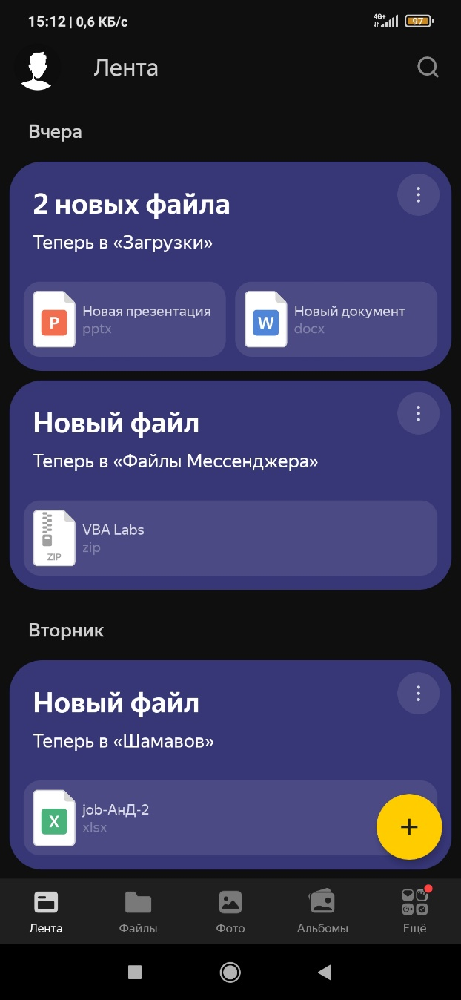 15:12 | 0,6 КБ/с
4G+
97
Лента
Вчера
2 новых файла
Теперь в «Загрузки»
P
Новая презентация
pptx
W
Новый документ
docx
Новый файл
Теперь в «Файлы Мессенджера»
ZIP
VBA Labs
zip
Вторник
Новый файл
Теперь в «Шамавов»
X
job-АнД-2
xlsx
+
Лента
Файлы
Фото
Альбомы
Ещё